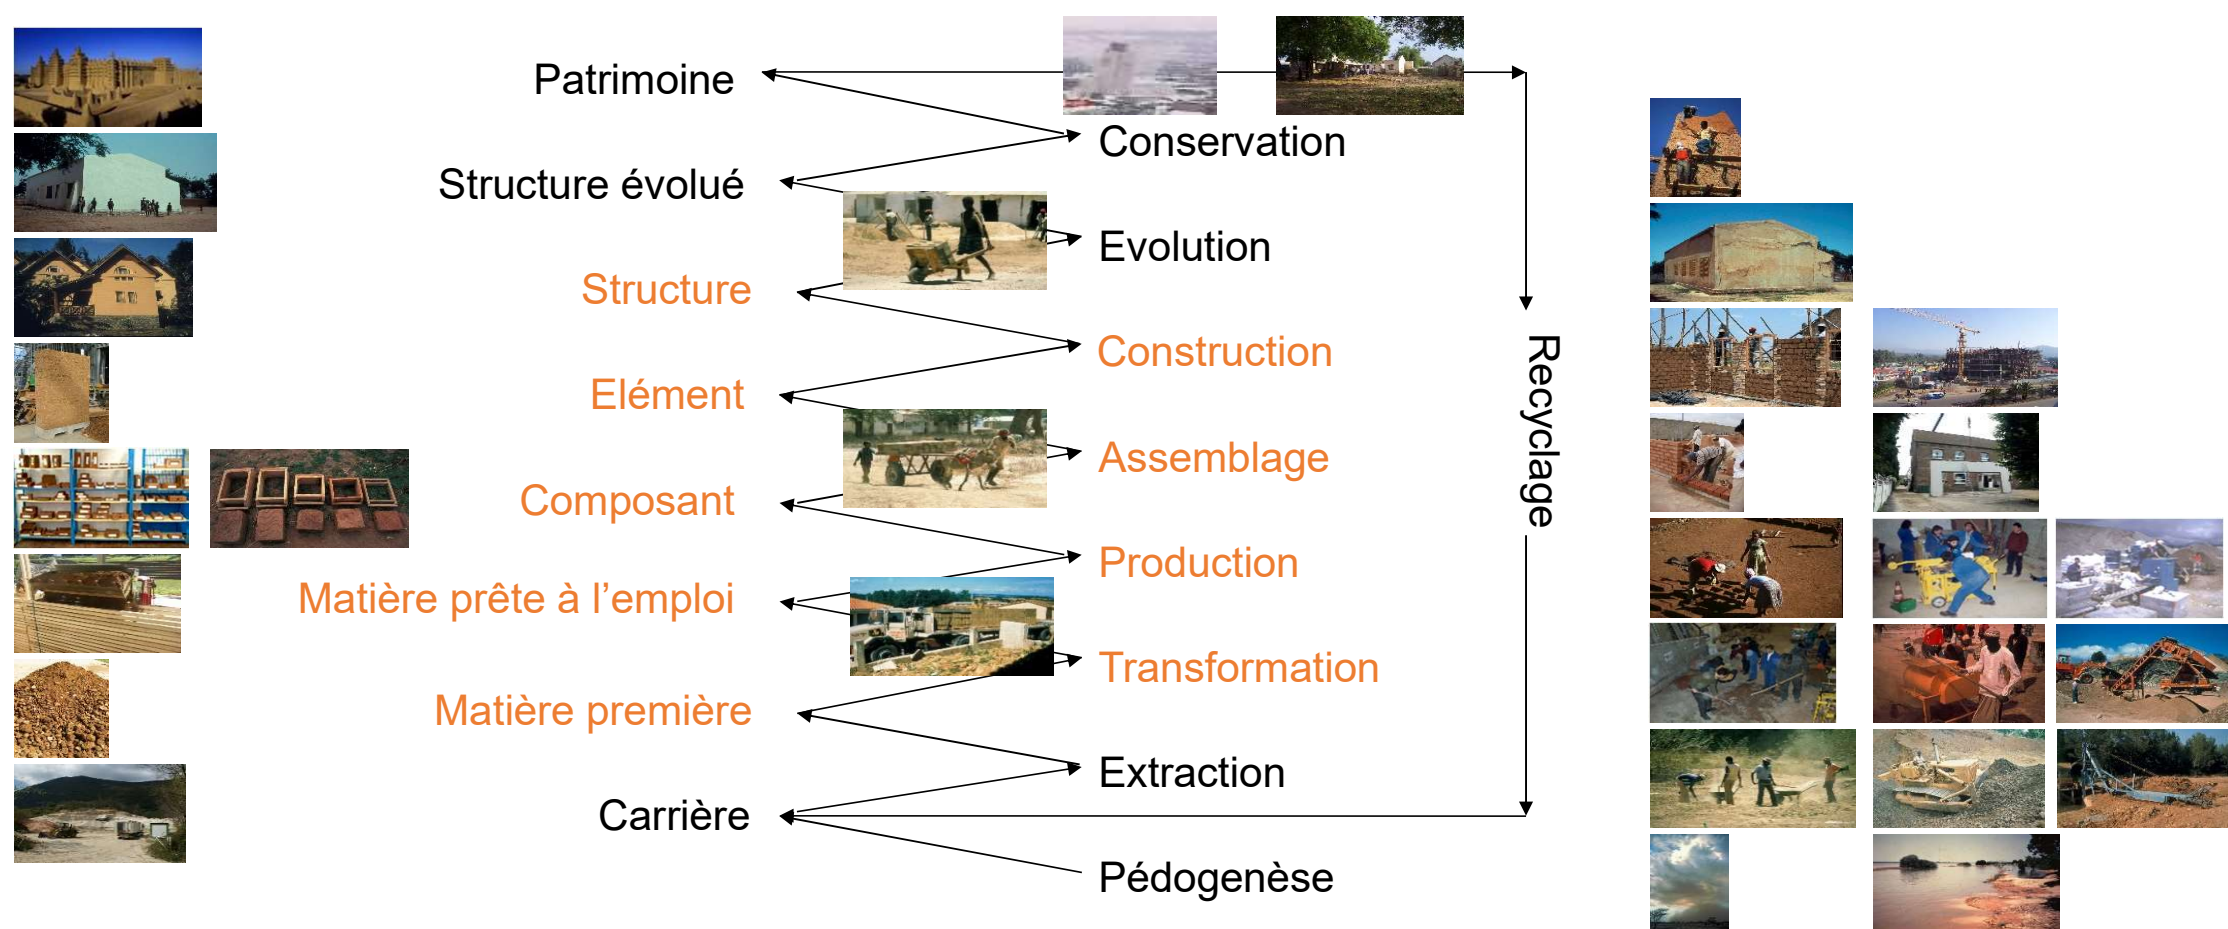 Patrimoine
Conservation
Structure évolué
Evolution
Structure
Construction
Elément
Assemblage
Composant
Production
Matière prête à l’emploi
Transformation
Matière première
Extraction
Carrière
Pédogenèse
Recyclage